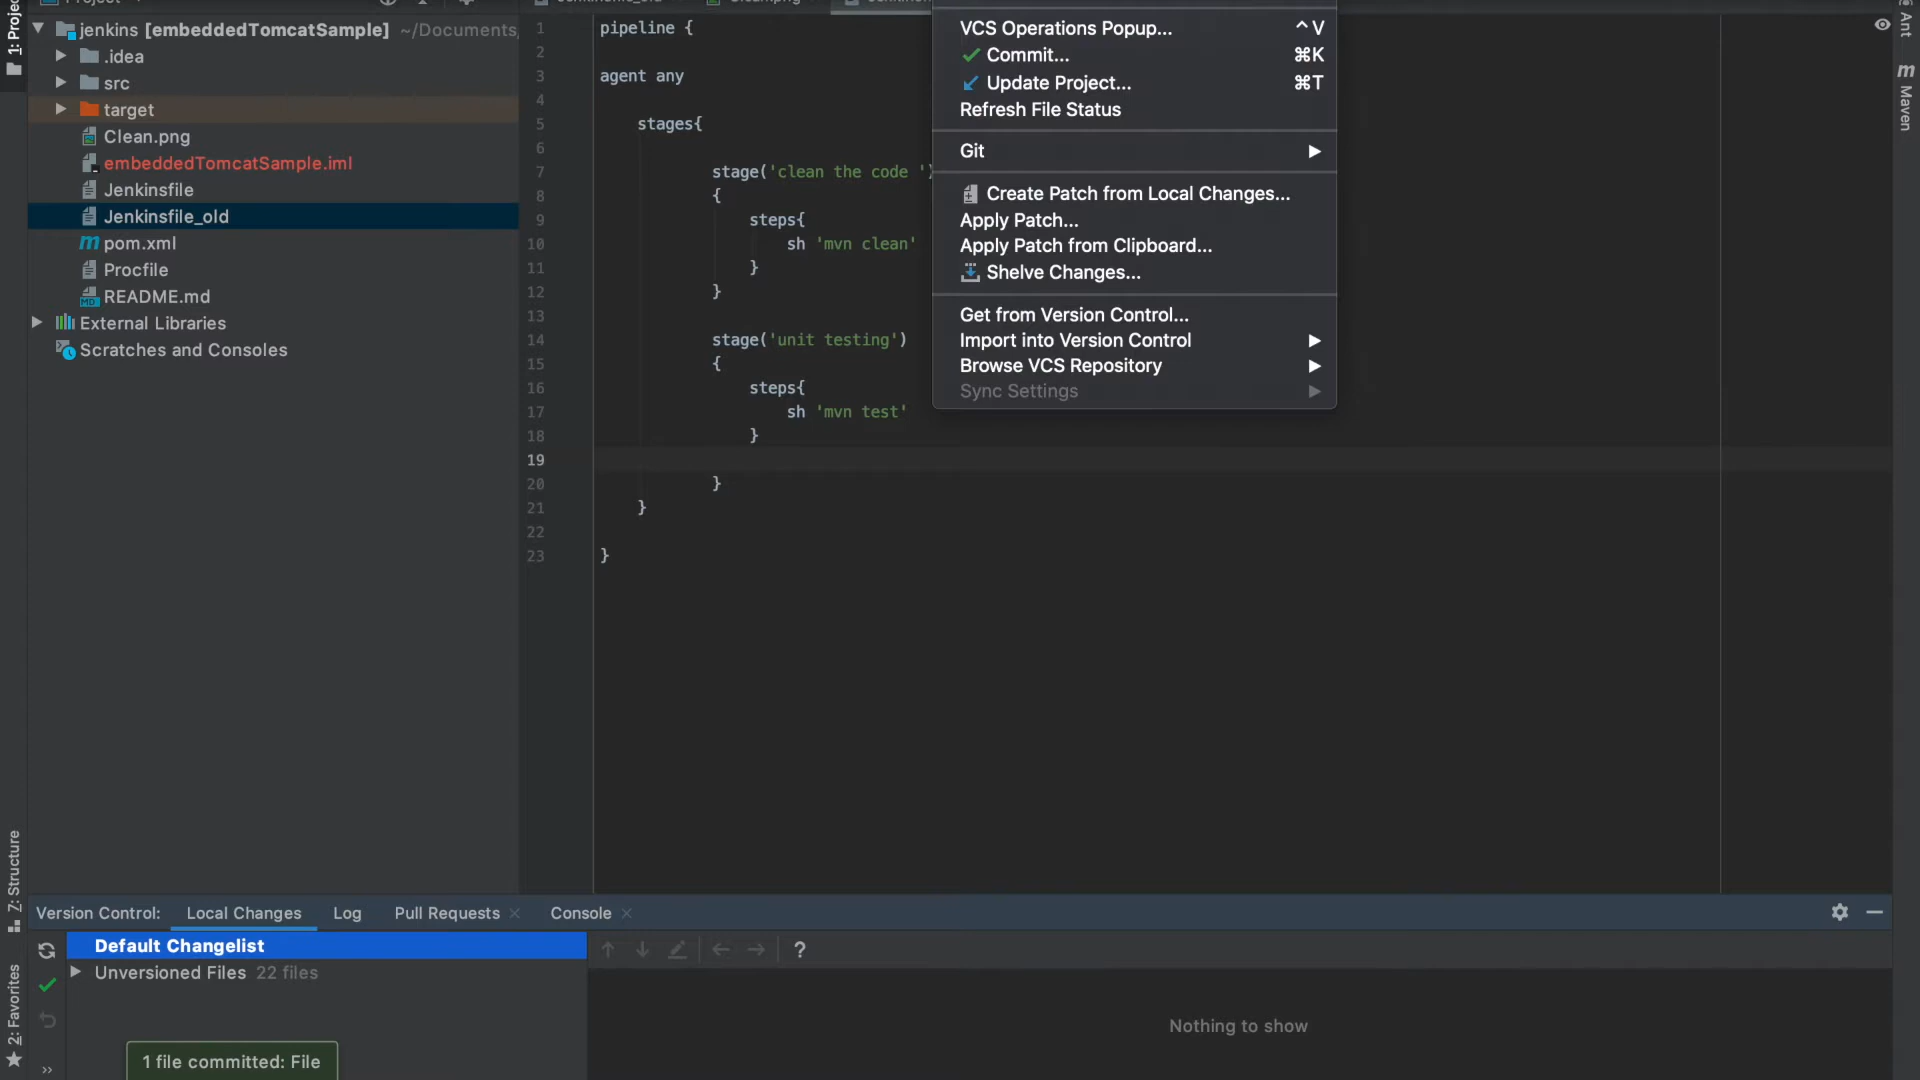 1: Project
jenkins [embeddedTomcatSample] ~/Documents,
.idea
src
target
Clean.png
embeddedTomcatSample.iml
Jenkinsfile
Jenkinsfile_old
m pom.xml
Procfile
MD README.md
External Libraries
Scratches and Consoles
1 pipeline {
2
3 agent any
4
5 stages{
6
7 stage('clean the code ')
8 {
9 steps{
10 sh 'mvn clean'
11 }
12 }
13
14 stage('unit testing')
15 {
16 steps{
17 sh 'mvn test'
18 }
19
20 }
21 }
22
23 }
VCS Operations Popup... ^V
Commit... ⌘K
Update Project... ⌘T
Refresh File Status
Git
Create Patch from Local Changes...
Apply Patch...
Apply Patch from Clipboard...
Shelve Changes...
Get from Version Control...
Import into Version Control
Browse VCS Repository
Sync Settings
Ant
m Maven
Z: Structure
2: Favorites
Version Control: Local Changes Log Pull Requests Console
Default Changelist
Unversioned Files 22 files
?
Nothing to show
1 file committed: File